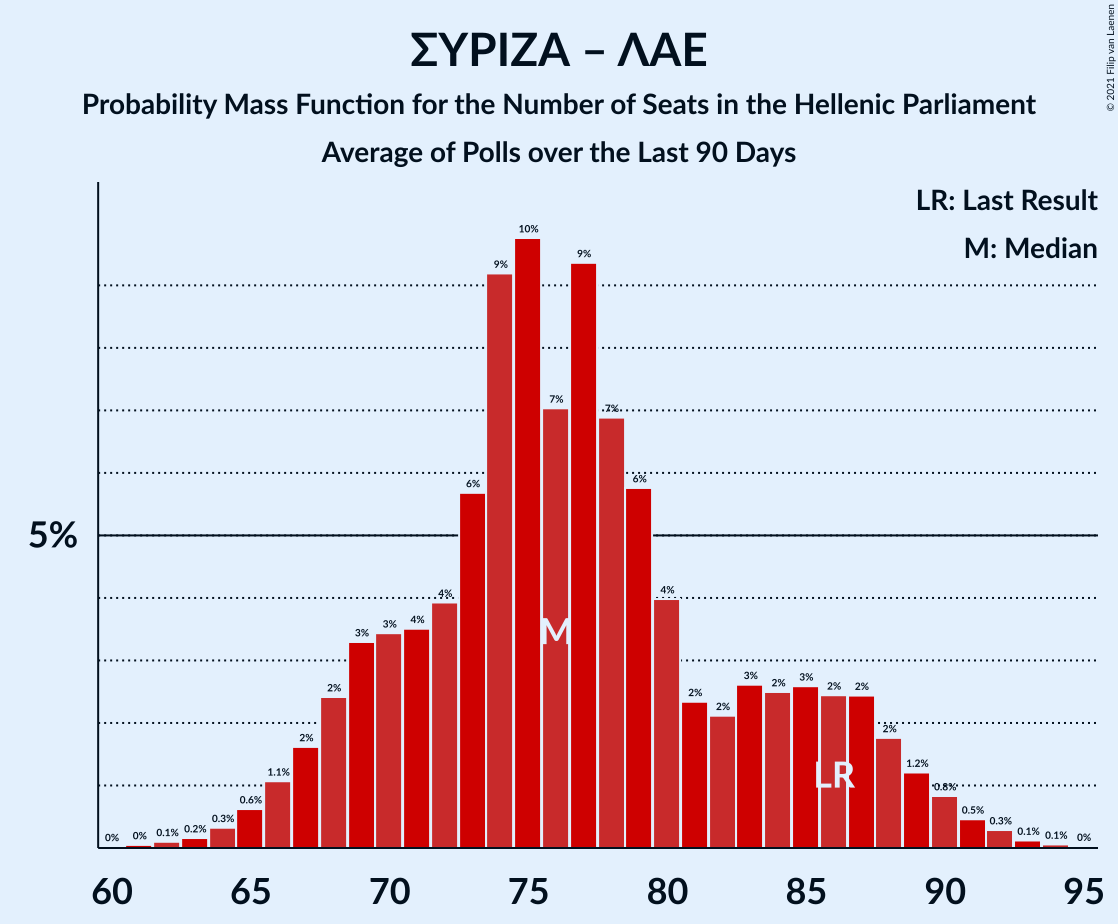 ΣΥΡΙΖΑ – ΛΑΕ
Probability Mass Function for the Number of Seats in the Hellenic Parliament
Average of Polls over the Last 90 Days
© 2021 Filip van Laenen
LR: Last Result
M: Median
5%
0% 0% 0.1% 0.2% 0.3% 0.6% 1.1% 2% 2% 3% 3% 4% 4% 6% 9% 10% 7% 9% 7% 6% 4% 2% 2% 3% 2% 3% 2% 2% 2% 1.2% 0.8% 0.5% 0.3% 0.1% 0.1% 0%
M
LR
60 65 70 75 80 85 90 95